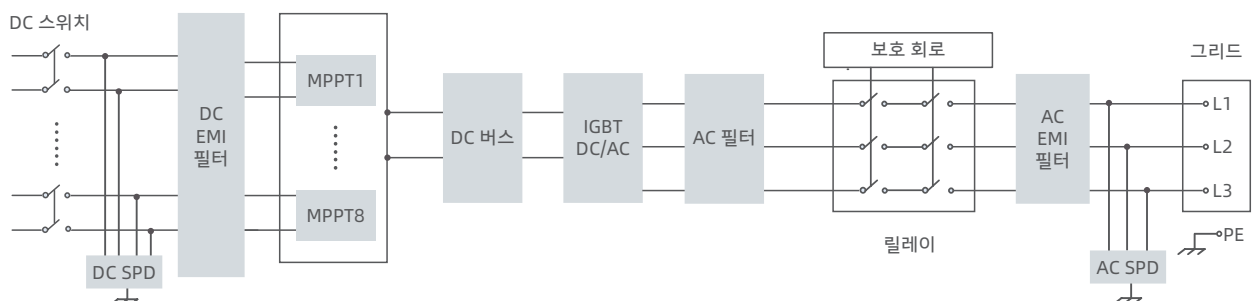 DC 스위치
DC SPD
DC
EMI
필터
MPPT1
MPPT8
DC 버스
IGBT
DC/AC
AC 필터
보호 회로
릴레이
AC
EMI
필터
AC SPD
그리드
L1
L2
L3
PE